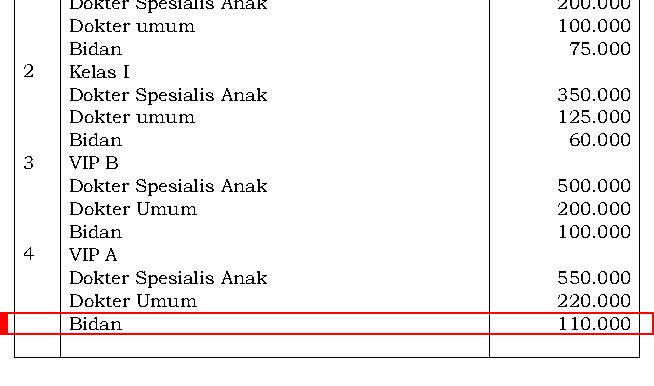 Dokter Spesialis Anak 200.000
Dokter umum 100.000
Bidan 75.000
2 Kelas I
Dokter Spesialis Anak 350.000
Dokter umum 125.000
Bidan 60.000
3 VIP B
Dokter Spesialis Anak 500.000
Dokter Umum 200.000
Bidan 100.000
4 VIP A
Dokter Spesialis Anak 550.000
Dokter Umum 220.000
Bidan 110.000